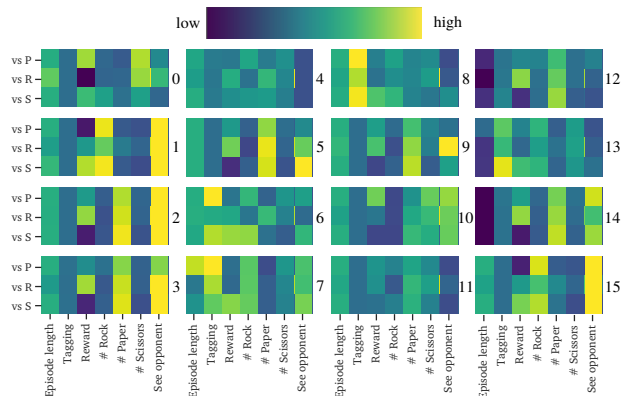 low high
vs P
vs R
vs S
0 4 8 12
vs P
vs R
vs S
1 5 9 13
vs P
vs R
vs S
2 6 10 14
vs P
vs R
vs S
3 7 11 15
Episode length Tagging Reward # Rock # Paper # Scissors See opponent
Episode length Tagging Reward # Rock # Paper # Scissors See opponent
Episode length Tagging Reward # Rock # Paper # Scissors See opponent
Episode length Tagging Reward # Rock # Paper # Scissors See opponent